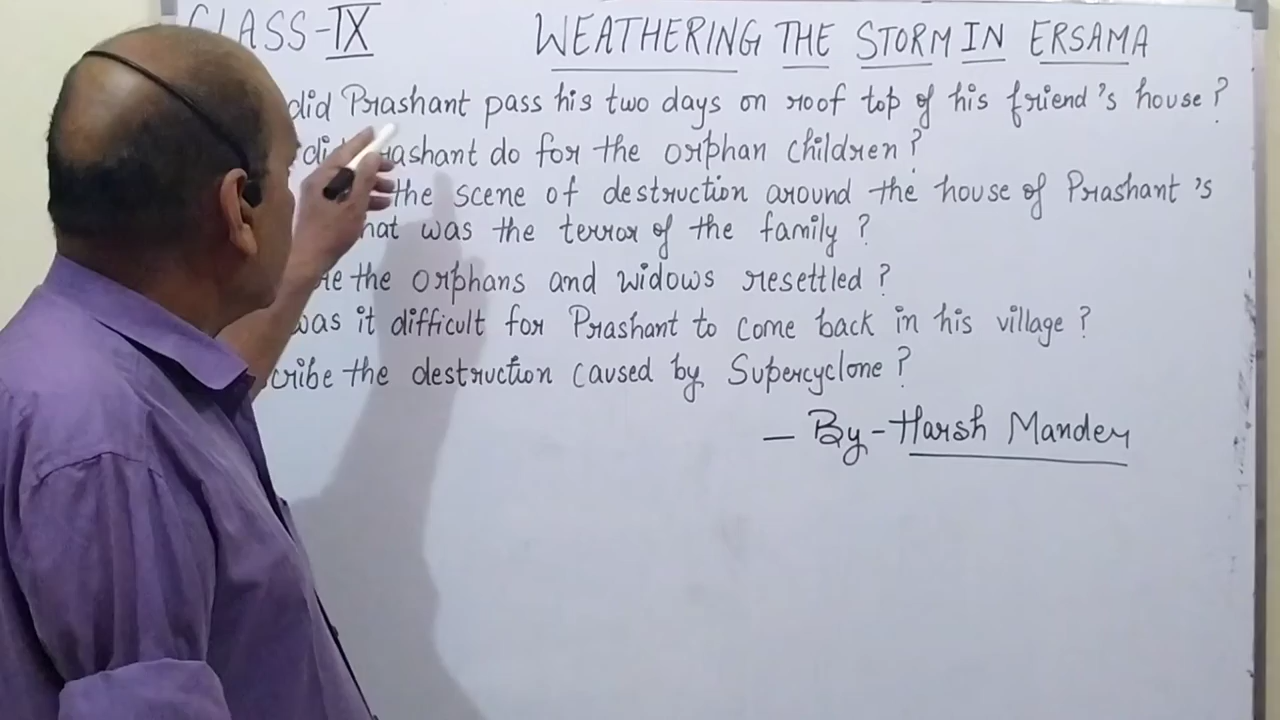 CLASS-IX WEATHERING THE STORM IN ERSAMA
did Prashant pass his two days on roof top of his friend's house?
did Prashant do for the orphan children?
the scene of destruction around the house of Prashant's
was the terror of the family?
the orphans and widows resettled?
was it difficult for Prashant to come back in his village?
the destruction caused by Supercyclone?
- By-Harsh Mander